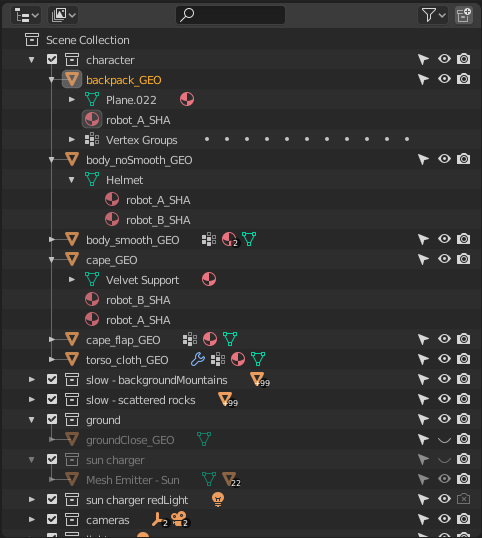 Scene Collection
character
backpack_GEO
Plane.022
robot_A_SHA
Vertex Groups
body_noSmooth_GEO
Helmet
robot_A_SHA
robot_B_SHA
body_smooth_GEO 2
cape_GEO
Velvet Support
robot_B_SHA
robot_A_SHA
cape_flap_GEO
torso_cloth_GEO
slow - backgroundMountains +99
slow - scattered rocks +99
ground
groundClose_GEO
sun charger
Mesh Emitter - Sun 22
sun charger redLight
cameras 2 2